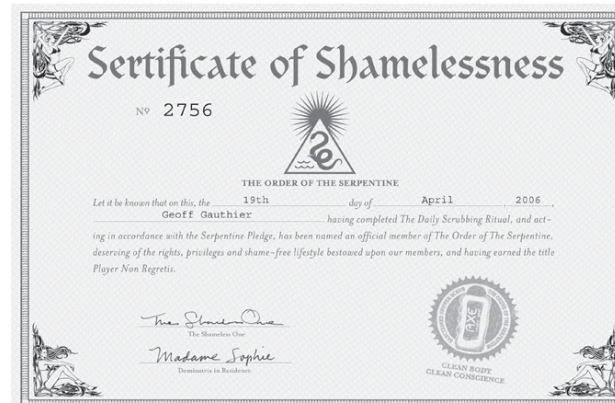 Sertificate of Shamelessness
Nº 2756
THE ORDER OF THE SERPENTINE
Let it be known that on this, the 19th day of April, 2006,
Geoff Gauthier having completed The Daily Scrubbing Ritual, and act-
ing in accordance with the Serpentine Pledge, has been named an official member of The Order of The Serpentine,
deserving of the rights, privileges and shame-free lifestyle bestowed upon our members, and having earned the title
Player Non Regretis.
The Shameless One
The Shameless One
Madame Sophie
Dominatrix in Residence
AXE
CLEAN BODY
CLEAN CONSCIENCE